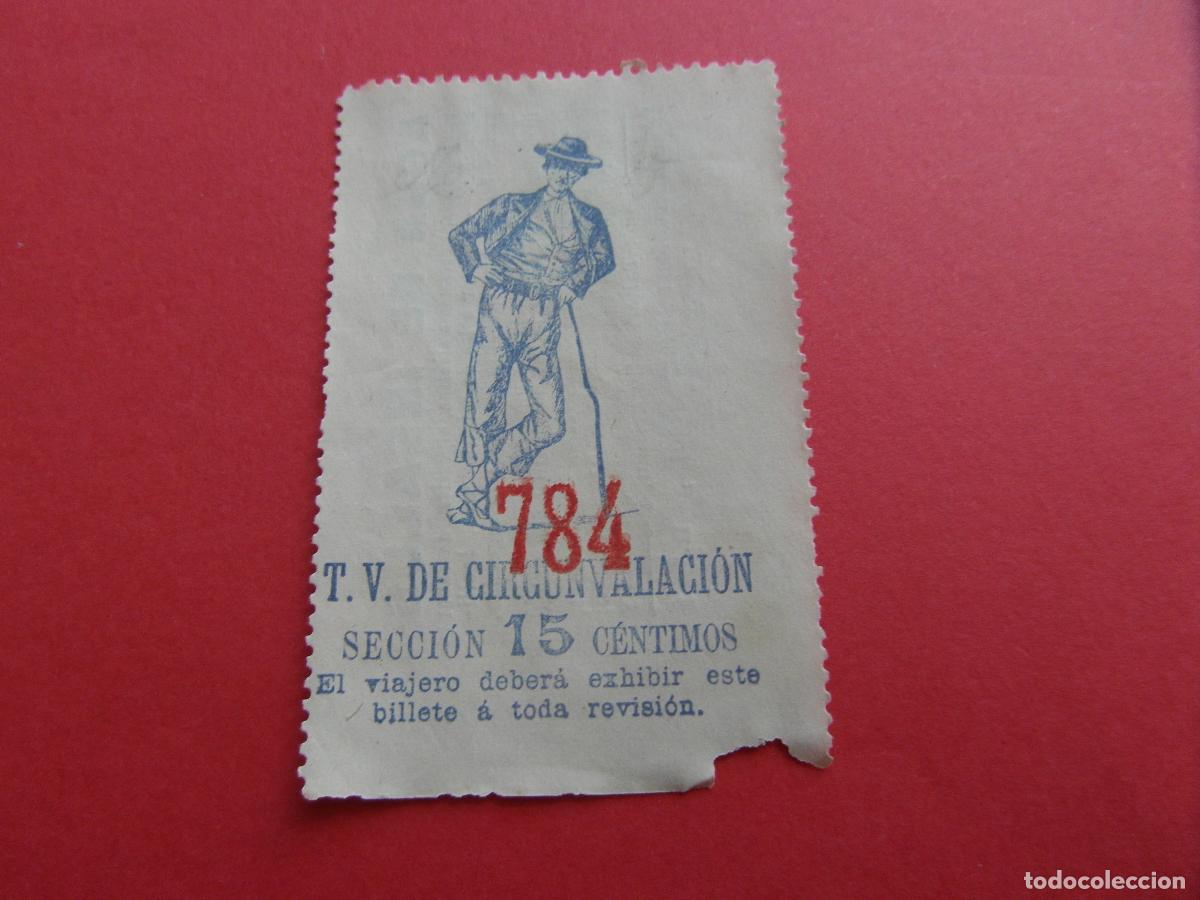 784
T. V. DE CIRCUNVALACIÓN
SECCIÓN 15 CÉNTIMOS
El viajero deberá exhibir este
billete á toda revisión.
todocoleccion